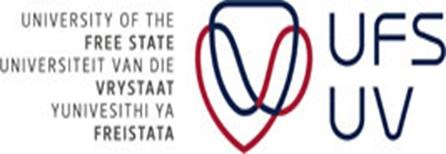 UNIVERSITY OF THE
FREE STATE
UNIVERSITEIT VAN DIE
VRYSTAAT
YUNIVESITHI YA
FREISTATA
UFS
UV